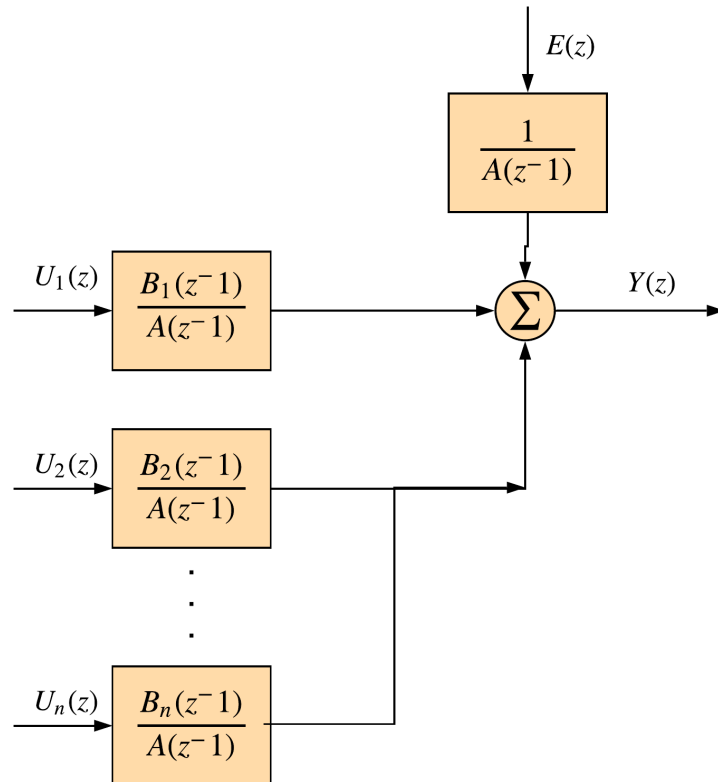 E(z)
1
A(z⁻1)
U₁(z)
B₁(z⁻1)
A(z⁻1)
Σ
Y(z)
U₂(z)
B₂(z⁻1)
A(z⁻1)
.
.
.
Uₙ(z)
Bₙ(z⁻1)
A(z⁻1)